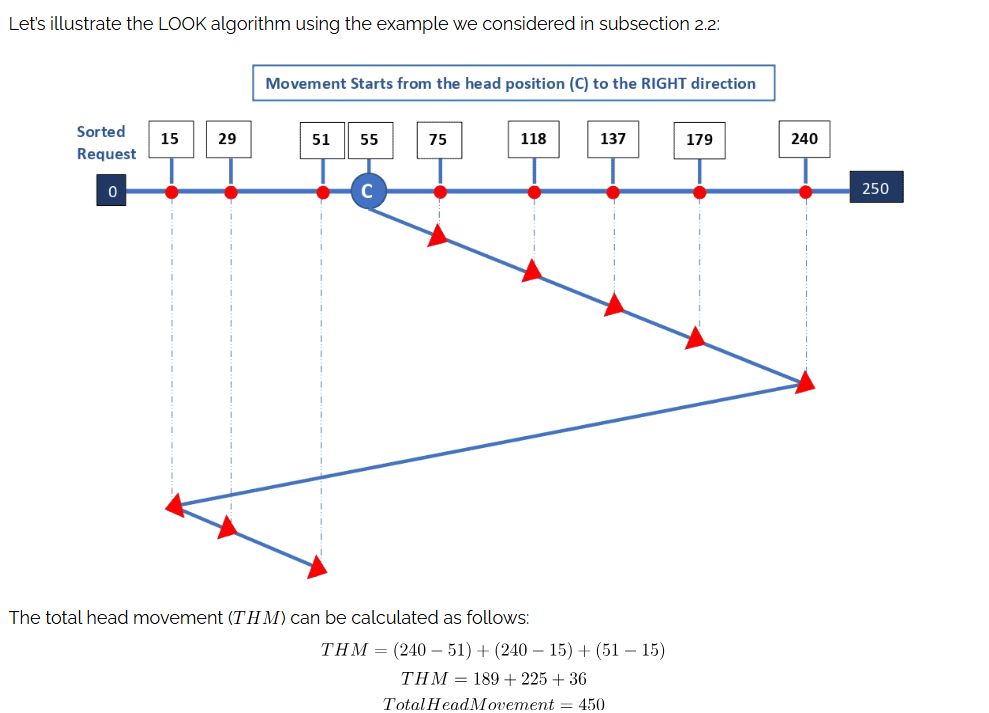 Let's illustrate the LOOK algorithm using the example we considered in subsection 2.2:
Movement Starts from the head position (C) to the RIGHT direction
Sorted
Request
15 29 51 55 75 118 137 179 240
0 C 250
The total head movement (THM) can be calculated as follows:
THM = (240 – 51) + (240 – 15) + (51 – 15)
THM = 189 + 225 + 36
TotalHeadMovement = 450